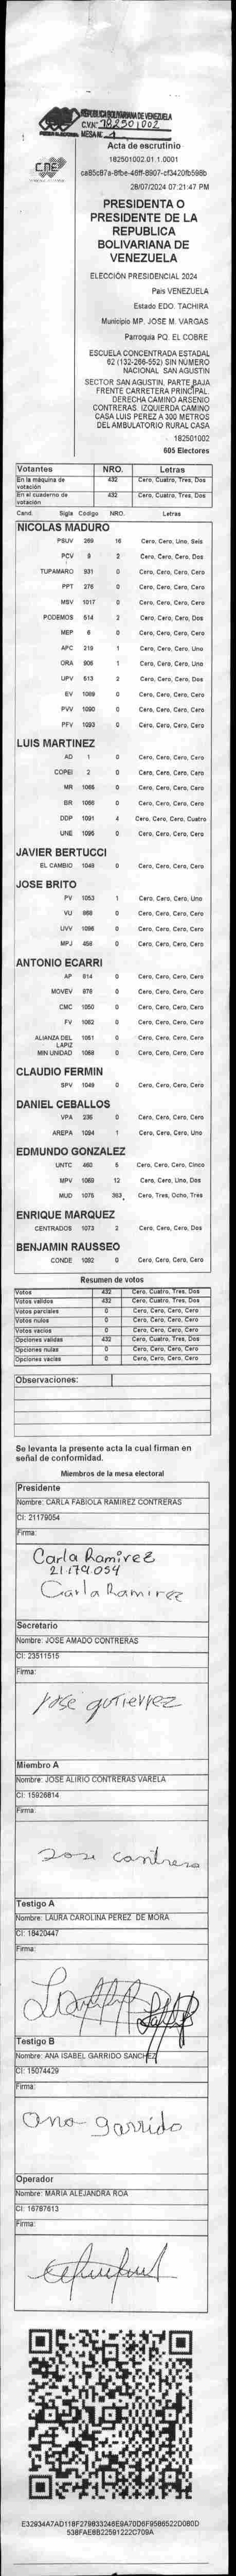 REPUBLICA BOLIVARIANA DE VENEZUELA
C.V.N° 182501002
MESA N° 1
CNE
Acta de escrutinio
182501002.01.1.0001
28/07/2024 07:21:47 PM
PRESIDENTA O
PRESIDENTE DE LA
REPUBLICA
BOLIVARIANA DE
VENEZUELA
ELECCIÓN PRESIDENCIAL 2024
País VENEZUELA
Estado EDO. TACHIRA
Municipio MP. JOSE M. VARGAS
Parroquia PQ. EL COBRE
ESCUELA CONCENTRADA ESTADAL
62 (132-266-552) SIN NUMERO
NACIONAL SAN AGUSTIN
SECTOR SAN AGUSTIN. PARTE BAJA
FRENTE CARRETERA PRINCIPAL.
DERECHA CAMINO ARSENIO
CONTRERAS. IZQUIERDA CAMINO
CASA LUIS PEREZ A 300 METROS
DEL AMBULATORIO RURAL CASA
182501002
605 Electores
Votantes NRO. Letras
En la máquina de votación 432 Cero, Cuatro, Tres, Dos
En el cuaderno de votación 432 Cero, Cuatro, Tres, Dos
Cand. Sigla Código NRO. Letras
NICOLAS MADURO
PSUV 269 16 Cero, Cero, Uno, Seis
PCV 9 2 Cero, Cero, Cero, Dos
TUPAMARO 931 0 Cero, Cero, Cero, Cero
PPT 276 0 Cero, Cero, Cero, Cero
MSV 1017 0 Cero, Cero, Cero, Cero
PODEMOS 514 2 Cero, Cero, Cero, Dos
MEP 6 0 Cero, Cero, Cero, Cero
APC 219 1 Cero, Cero, Cero, Uno
ORA 906 1 Cero, Cero, Cero, Uno
UPV 613 2 Cero, Cero, Cero, Dos
EV 1089 0 Cero, Cero, Cero, Cero
PVV 1090 0 Cero, Cero, Cero, Cero
PFV 1093 0 Cero, Cero, Cero, Cero
LUIS MARTINEZ
AD 1 0 Cero, Cero, Cero, Cero
COPEI 2 0 Cero, Cero, Cero, Cero
MR 1065 0 Cero, Cero, Cero, Cero
BR 1066 0 Cero, Cero, Cero, Cero
DDP 1091 4 Cero, Cero, Cero, Cuatro
UNE 1095 0 Cero, Cero, Cero, Cero
JAVIER BERTUCCI
EL CAMBIO 1049 0 Cero, Cero, Cero, Cero
JOSE BRITO
PV 1053 1 Cero, Cero, Cero, Uno
VU 868 0 Cero, Cero, Cero, Cero
UVV 1096 0 Cero, Cero, Cero, Cero
MPJ 456 0 Cero, Cero, Cero, Cero
ANTONIO ECARRI
AP 814 0 Cero, Cero, Cero, Cero
MOVEV 978 0 Cero, Cero, Cero, Cero
CMC 1050 0 Cero, Cero, Cero, Cero
FV 1062 0 Cero, Cero, Cero, Cero
ALIANZA DEL LAPIZ 1051 0 Cero, Cero, Cero, Cero
MIN UNIDAD 1068 0 Cero, Cero, Cero, Cero
CLAUDIO FERMIN
SPV 1048 0 Cero, Cero, Cero, Cero
DANIEL CEBALLOS
VPA 235 0 Cero, Cero, Cero, Cero
AREPA 1094 1 Cero, Cero, Cero, Uno
EDMUNDO GONZALEZ
UNTC 460 5 Cero, Cero, Cero, Cinco
MPV 1069 12 Cero, Cero, Uno, Dos
MUD 1075 383 Cero, Tres, Ocho, Tres
ENRIQUE MARQUEZ
CENTRADOS 1073 2 Cero, Cero, Cero, Dos
BENJAMIN RAUSSEO
CONDE 1092 0 Cero, Cero, Cero, Cero
Resumen de votos
Votos 432 Cero, Cuatro, Tres, Dos
Votos validos 432 Cero, Cuatro, Tres, Dos
Votos parciales 0 Cero, Cero, Cero, Cero
Votos nulos 0 Cero, Cero, Cero, Cero
Votos vacios 0 Cero, Cero, Cero, Cero
Opciones validas 432 Cero, Cuatro, Tres, Dos
Opciones nulas 0 Cero, Cero, Cero, Cero
Opciones vacias 0 Cero, Cero, Cero, Cero
Observaciones:
Se levanta la presente acta la cual firman en
señal de conformidad.
Miembros de la mesa electoral
Presidente
Nombre: CARLA FABIOLA RAMIREZ CONTRERAS
CI: 21179054
Firma:
Carla Ramirez
21.179.054
Carla Ramirez
Secretario
Nombre: JOSE AMADO CONTRERAS
CI: 23511515
Firma:
jose gutierrez
Miembro A
Nombre: JOSE ALIRIO CONTRERAS VARELA
CI: 15926814
Firma:
Jose contreras
Testigo A
Nombre: LAURA CAROLINA PEREZ DE MORA
CI: 18420447
Firma:
Testigo B
Nombre: ANA ISABEL GARRIDO SANCHEZ
CI: 15074429
Firma:
Ana garrido
Operador
Nombre: MARIA ALEJANDRA ROA
CI: 16787613
Firma: